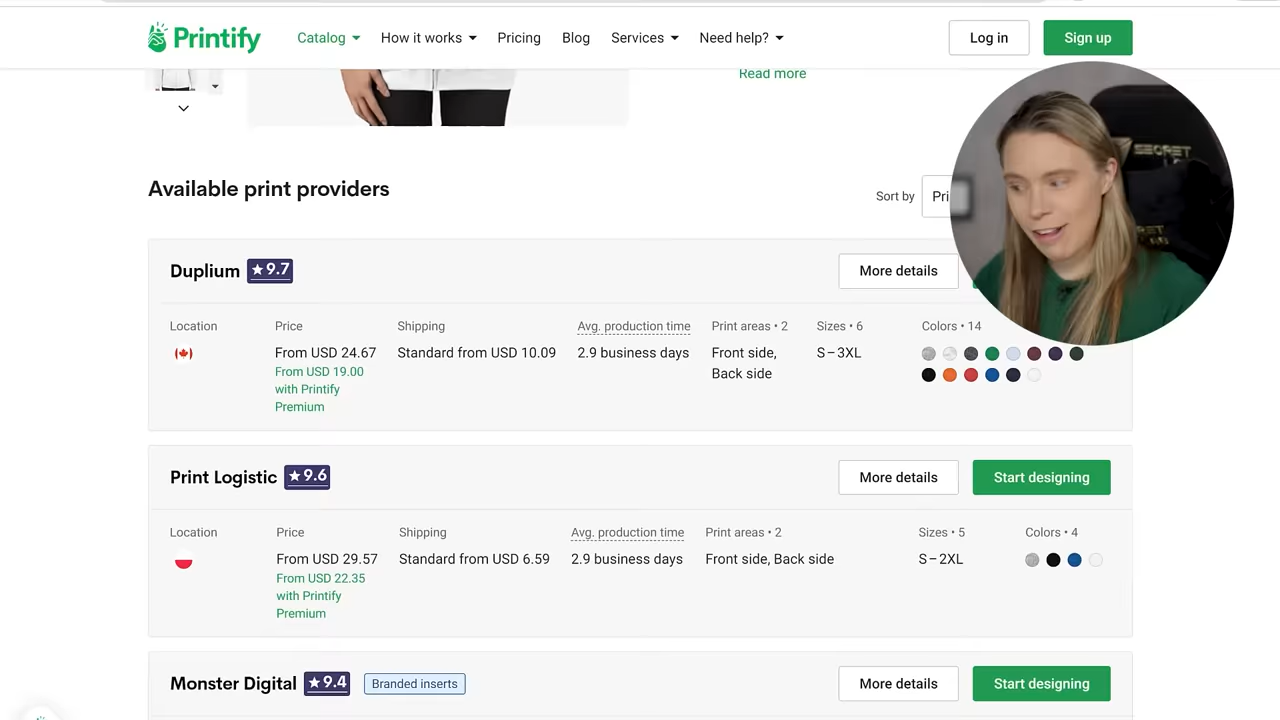 Printify
Catalog How it works Pricing Blog Services Need help? Log in Sign up
Read more
Available print providers
Sort by Pri
SECRET
Duplium ★ 9.7 More details
Location Price Shipping Avg. production time Print areas • 2 Sizes • 6 Colors • 14
From USD 24.67 Standard from USD 10.09 2.9 business days Front side, S–3XL
Back side
From USD 19.00
with Printify
Premium
Print Logistic ★ 9.6 More details Start designing
Location Price Shipping Avg. production time Print areas • 2 Sizes • 5 Colors • 4
From USD 29.57 Standard from USD 6.59 2.9 business days Front side, Back side S–2XL
From USD 22.35
with Printify
Premium
Monster Digital ★ 9.4 Branded inserts More details Start designing